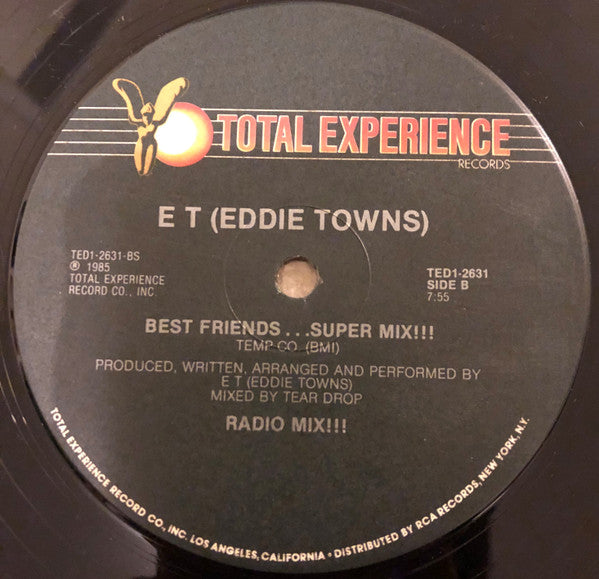 TOTAL EXPERIENCE
RECORDS
E T (EDDIE TOWNS)
TED1-2631-BS
℗ 1985
TOTAL EXPERIENCE
RECORD CO., INC.
TED1-2631
SIDE B
7:55
BEST FRIENDS...SUPER MIX!!!
TEMP CO. (BMI)
PRODUCED, WRITTEN, ARRANGED AND PERFORMED BY
E T (EDDIE TOWNS)
MIXED BY TEAR DROP
RADIO MIX!!!
TOTAL EXPERIENCE RECORD CO., INC. LOS ANGELES, CALIFORNIA • DISTRIBUTED BY RCA RECORDS, NEW YORK, N.Y.